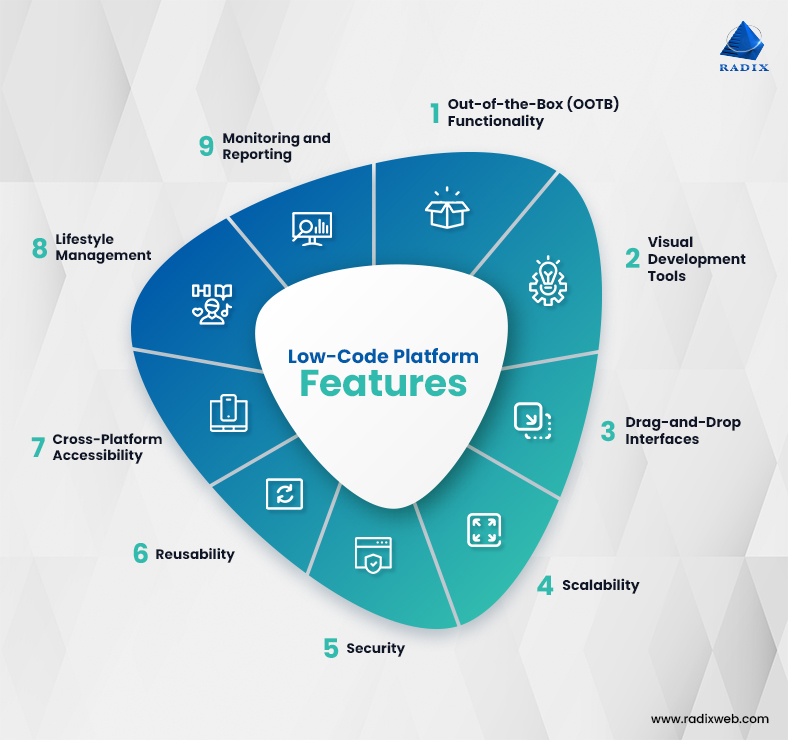 RADIX
1 Out-of-the-Box (OOTB)
Functionality
2 Visual
Development
Tools
3 Drag-and-Drop
Interfaces
4 Scalability
5 Security
6 Reusability
7 Cross-Platform
Accessibility
8 Lifestyle
Management
9 Monitoring and
Reporting
Low-Code Platform
Features
www.radixweb.com